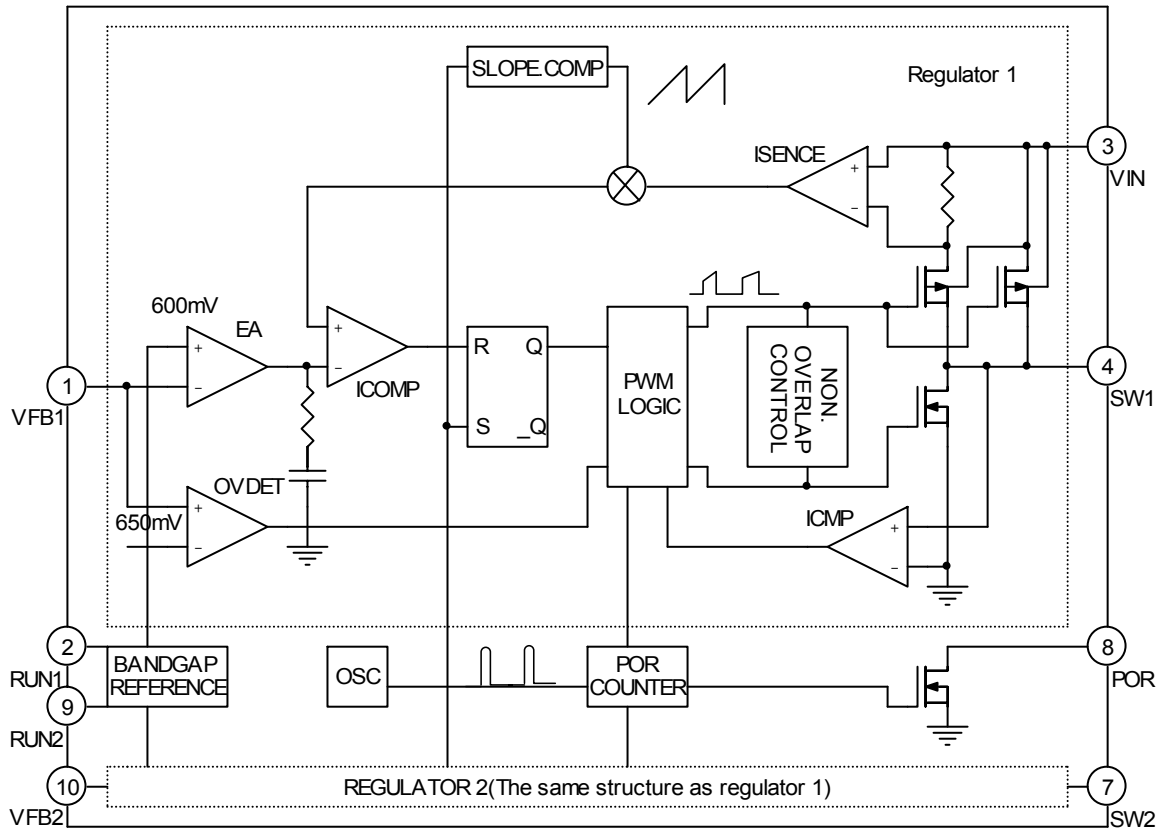 SLOPE.COMP
Regulator 1
3
VIN
ISENCE
+
−
600mV
EA
+
−
+
−
ICOMP
R Q
S _Q
PWM
LOGIC
NON.
OVERLAP
CONTROL
4
SW1
1
VFB1
OVDET
650mV
+
−
ICMP
+
−
2
RUN1
9
RUN2
BANDGAP
REFERENCE
OSC
POR
COUNTER
8
POR
10
VFB2
REGULATOR 2(The same structure as regulator 1)
7
SW2